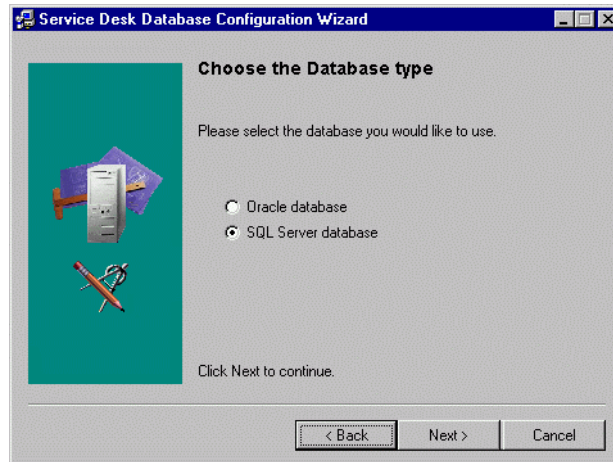 Service Desk Database Configuration Wizard
Choose the Database type
Please select the database you would like to use.
Oracle database
SQL Server database
Click Next to continue.
< Back
Next >
Cancel